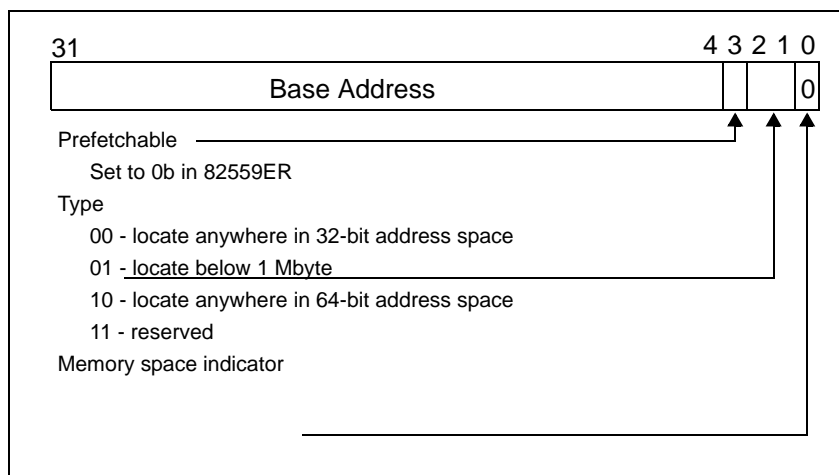 31 4 3 2 1 0
Base Address 0
Prefetchable
Set to 0b in 82559ER
Type
00 - locate anywhere in 32-bit address space
01 - locate below 1 Mbyte
10 - locate anywhere in 64-bit address space
11 - reserved
Memory space indicator